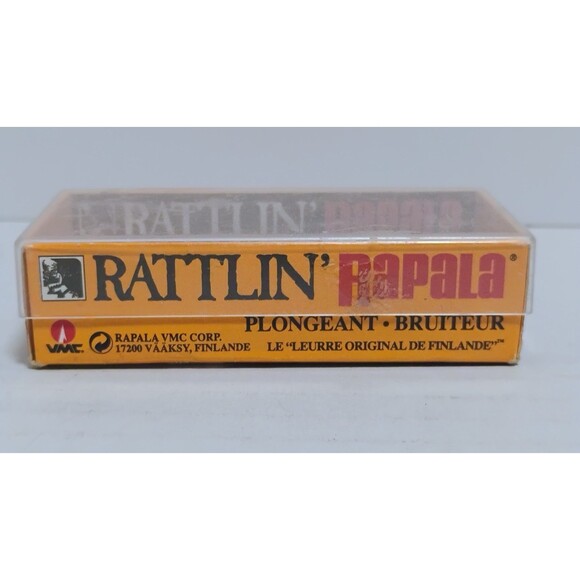 RATTLIN' RAPALA
RATTLIN' RAPALA®
PLONGEANT • BRUITEUR
VMC. RAPALA VMC CORP.
17200 VÄÄKSY, FINLANDE
LE "LEURRE ORIGINAL DE FINLANDE"™